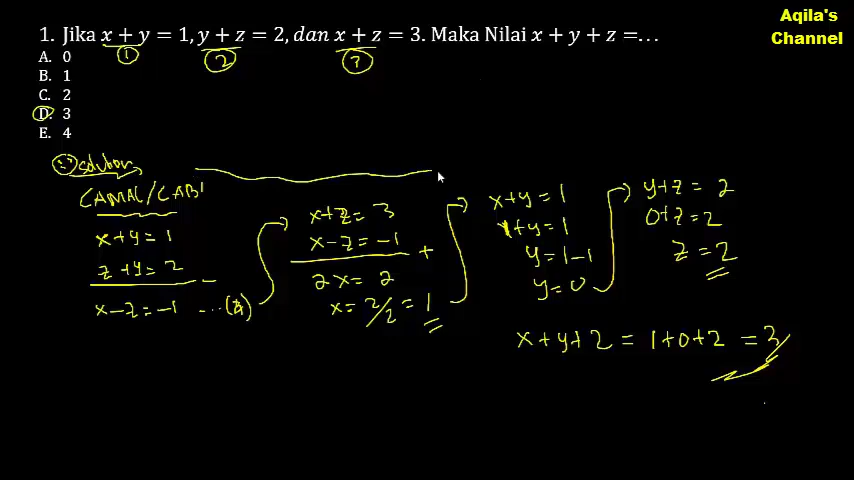 Aqila's
Channel
1. Jika x + y = 1, y + z = 2, dan x + z = 3. Maka Nilai x + y + z = ...
① ② ③
A. 0
B. 1
C. 2
D. 3
E. 4
solution
CAMAL/CABI
x+y = 1
z+y = 2 -
x-z = -1 ...(4)
x+z = 3
x-z = -1 +
2x = 2
x = 2/2 = 1
x+y = 1
1+y = 1
y = 1-1
y = 0
y+z = 2
0+z = 2
z = 2
x+y+z = 1+0+2 = 3